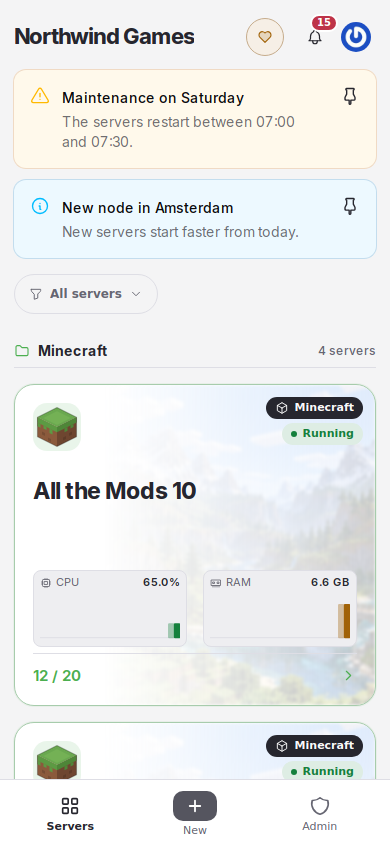 Northwind Games
15
Maintenance on Saturday
The servers restart between 07:00
and 07:30.
New node in Amsterdam
New servers start faster from today.
All servers
Minecraft
4 servers
Minecraft
Running
All the Mods 10
CPU
65.0%
RAM
6.6 GB
12 / 20
Minecraft
Running
Servers
New
Admin